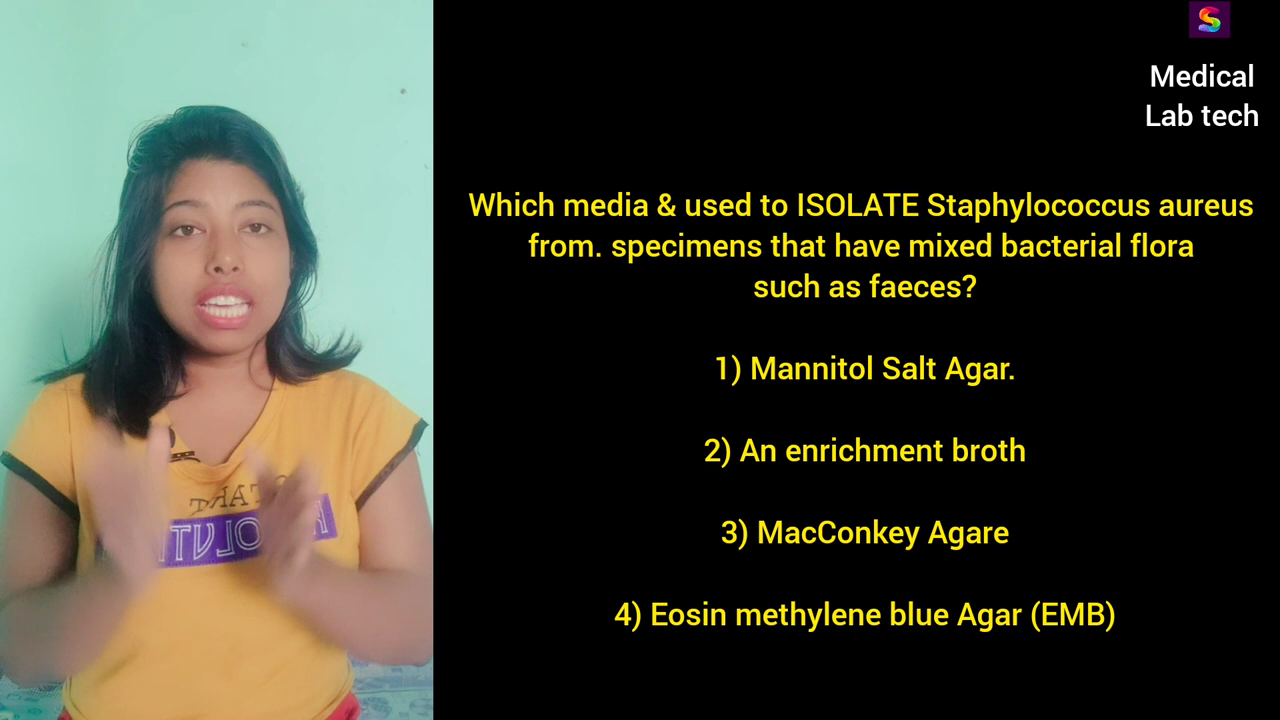 Medical
Lab tech
Which media & used to ISOLATE Staphylococcus aureus
from. specimens that have mixed bacterial flora
such as faeces?
1) Mannitol Salt Agar.
2) An enrichment broth
3) MacConkey Agare
4) Eosin methylene blue Agar (EMB)